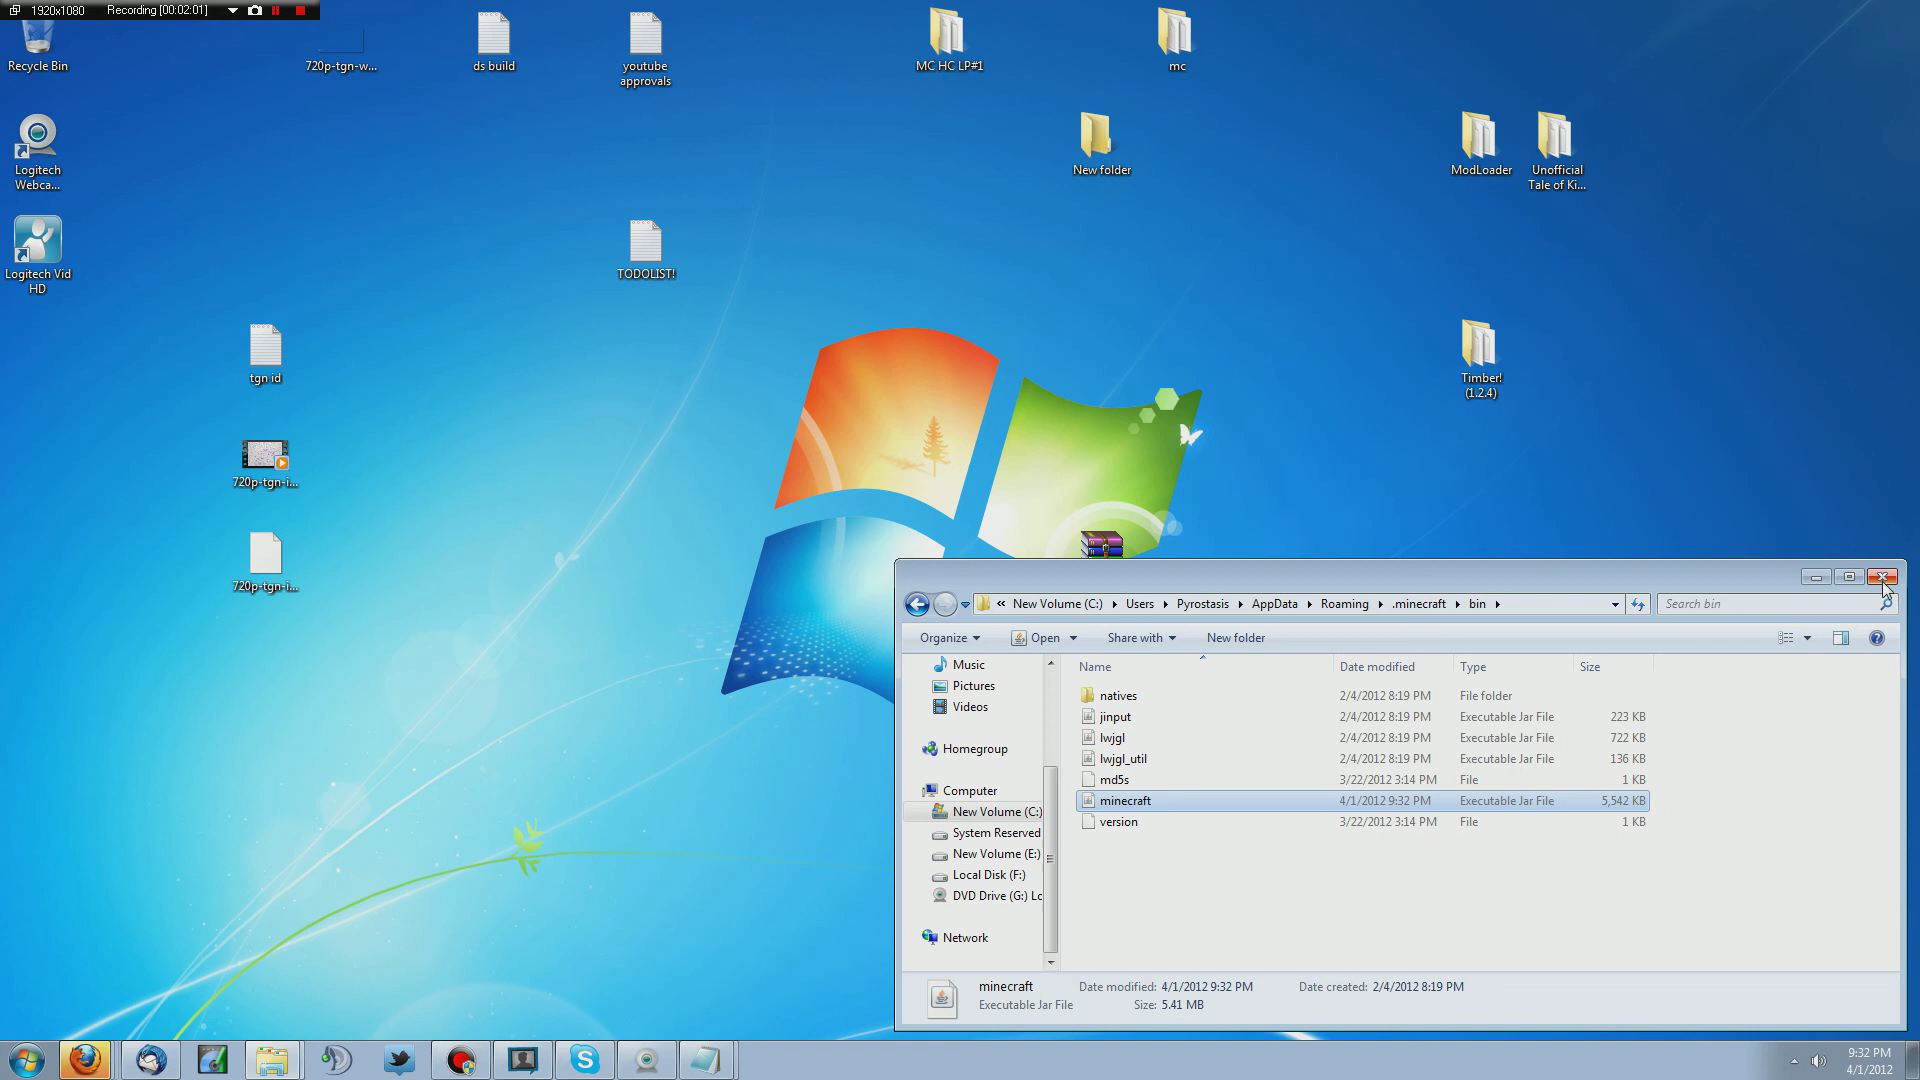 1920x1080 Recording [00:02:01]
Recycle Bin
720p-tgn-w...
ds build
youtube
approvals
MC HC LP#1
mc
Logitech
Webca...
New folder
ModLoader
Unofficial
Tale of Ki...
Logitech Vid
HD
TODOLIST!
tgn id
Timber!
(1.2.4)
720p-tgn-i...
720p-tgn-i...
« New Volume (C:) Users Pyrostasis AppData Roaming .minecraft bin
Search bin
Organize Open Share with New folder
Name Date modified Type Size
Music
Pictures
Videos
Homegroup
Computer
New Volume (C:)
System Reserved
New Volume (E:)
Local Disk (F:)
DVD Drive (G:) Lo
Network
natives 2/4/2012 8:19 PM File folder
jinput 2/4/2012 8:19 PM Executable Jar File 223 KB
lwjgl 2/4/2012 8:19 PM Executable Jar File 722 KB
lwjgl_util 2/4/2012 8:19 PM Executable Jar File 136 KB
md5s 3/22/2012 3:14 PM File 1 KB
minecraft 4/1/2012 9:32 PM Executable Jar File 5,542 KB
version 3/22/2012 3:14 PM File 1 KB
minecraft Date modified: 4/1/2012 9:32 PM Date created: 2/4/2012 8:19 PM
Executable Jar File Size: 5.41 MB
9:32 PM
4/1/2012